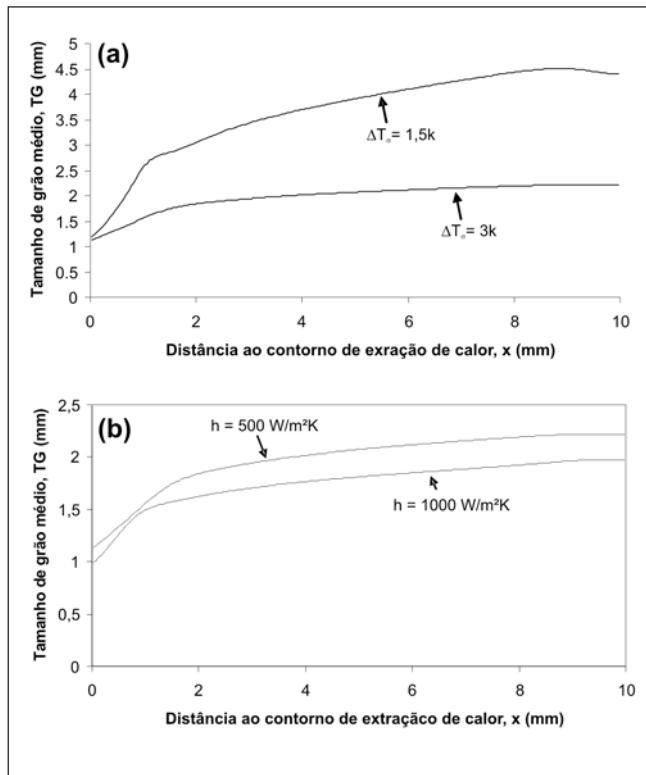 (a)
Tamanho de grão médio, TG (mm)
5
4.5
4
3.5
3
2.5
2
1.5
1
0.5
0
ΔTₒ= 1,5k
ΔTₒ= 3k
0 2 4 6 8 10
Distância ao contorno de exração de calor, x (mm)
(b)
Tamanho de grão médio, TG (mm)
2,5
2
1,5
1
0,5
0
h = 500 W/m²K
h = 1000 W/m²K
0 2 4 6 8 10
Distância ao contorno de extraçãco de calor, x (mm)